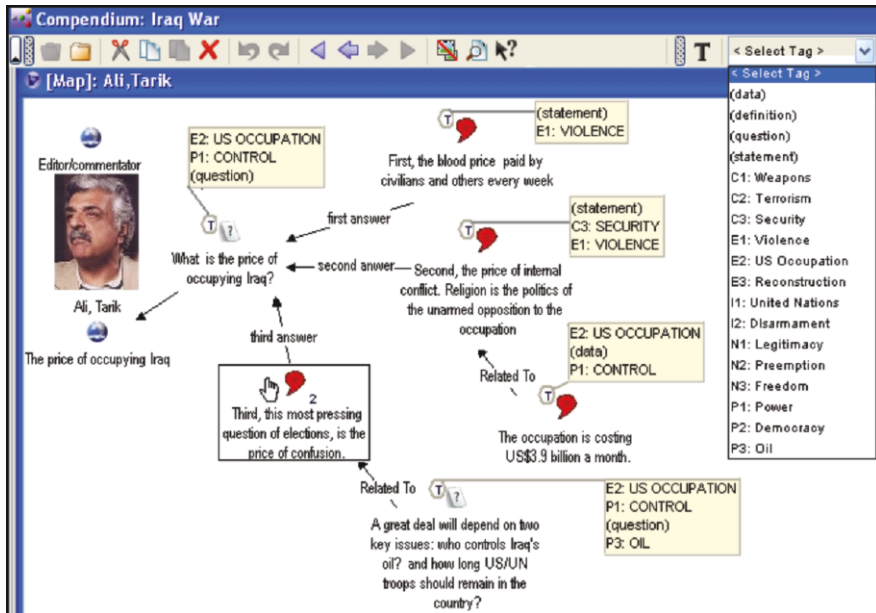 Compendium: Iraq War
T
< Select Tag >
[Map]: Ali,Tarik
< Select Tag >
(data)
(definition)
(question)
(statement)
C1: Weapons
C2: Terrorism
C3: Security
E1: Violence
E2: US Occupation
E3: Reconstruction
I1: United Nations
I2: Disarmament
N1: Legitimacy
N2: Preemption
N3: Freedom
P1: Power
P2: Democracy
P3: Oil
Editor/commentator
Ali, Tarik
The price of occupying Iraq
E2: US OCCUPATION
P1: CONTROL
(question)
T
?
What is the price of
occupying Iraq?
first answer
second anwer
third answer
T
(statement)
E1: VIOLENCE
First, the blood price paid by
civilians and others every week
T
(statement)
C3: SECURITY
E1: VIOLENCE
Second, the price of internal
conflict. Religion is the politics of
the unarmed opposition to the
occupation
Related To
E2: US OCCUPATION
(data)
P1: CONTROL
T
The occupation is costing
US$3.9 billion a month.
2
Third, this most pressing
question of elections, is the
price of confusion.
Related To
T
?
E2: US OCCUPATION
P1: CONTROL
(question)
P3: OIL
A great deal will depend on two
key issues: who controls Iraq's
oil? and how long US/UN
troops should remain in the
country?